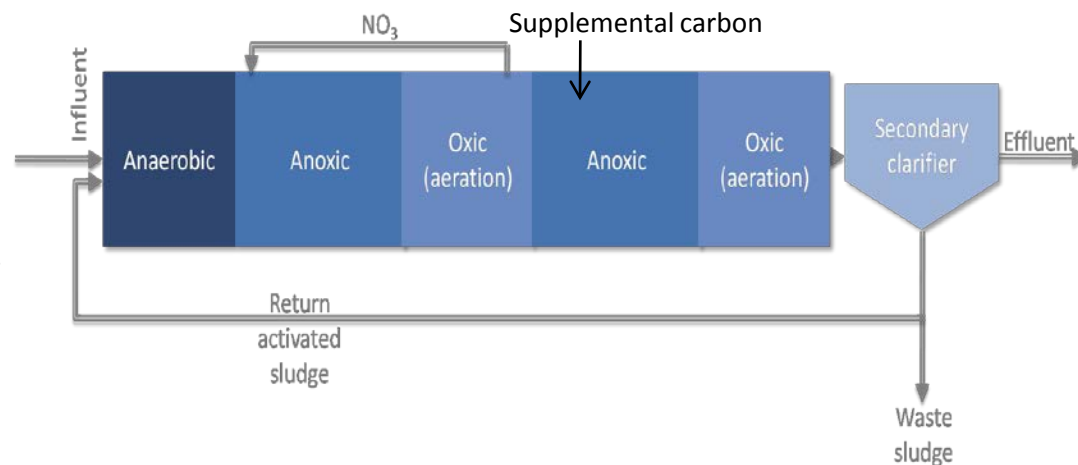 NO3
Supplemental carbon
Influent
Anaerobic
Anoxic
Oxic
(aeration)
Anoxic
Oxic
(aeration)
Secondary
clarifier
Effluent
Return
activated
sludge
Waste
sludge